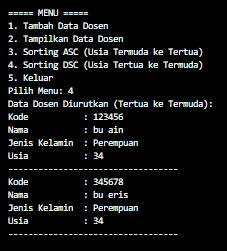 ===== MENU =====
1. Tambah Data Dosen
2. Tampilkan Data Dosen
3. Sorting ASC (Usia Termuda ke Tertua)
4. Sorting DSC (Usia Tertua ke Termuda)
5. Keluar
Pilih Menu: 4
Data Dosen Diurutkan (Tertua ke Termuda):
Kode          : 123456
Nama          : bu ain
Jenis Kelamin : Perempuan
Usia          : 34
----------------------------------
Kode          : 345678
Nama          : bu eris
Jenis Kelamin : Perempuan
Usia          : 34
----------------------------------